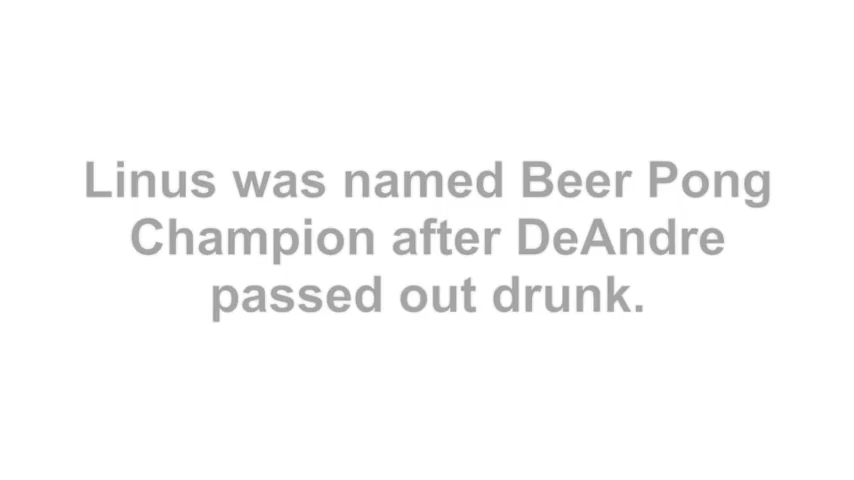 Linus was named Beer Pong
Champion after DeAndre
passed out drunk.